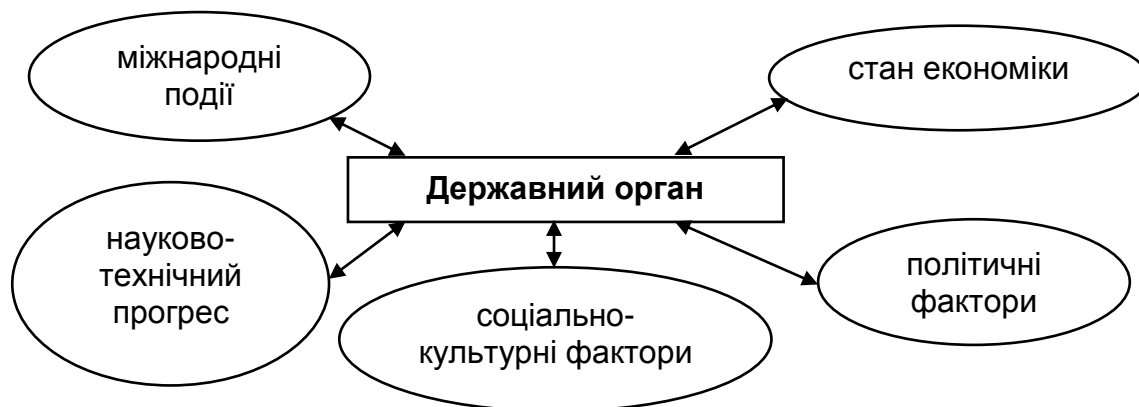 міжнародні
події
стан економіки
Державний орган
науково-
технічний
прогрес
соціально-
культурні фактори
політичні
фактори